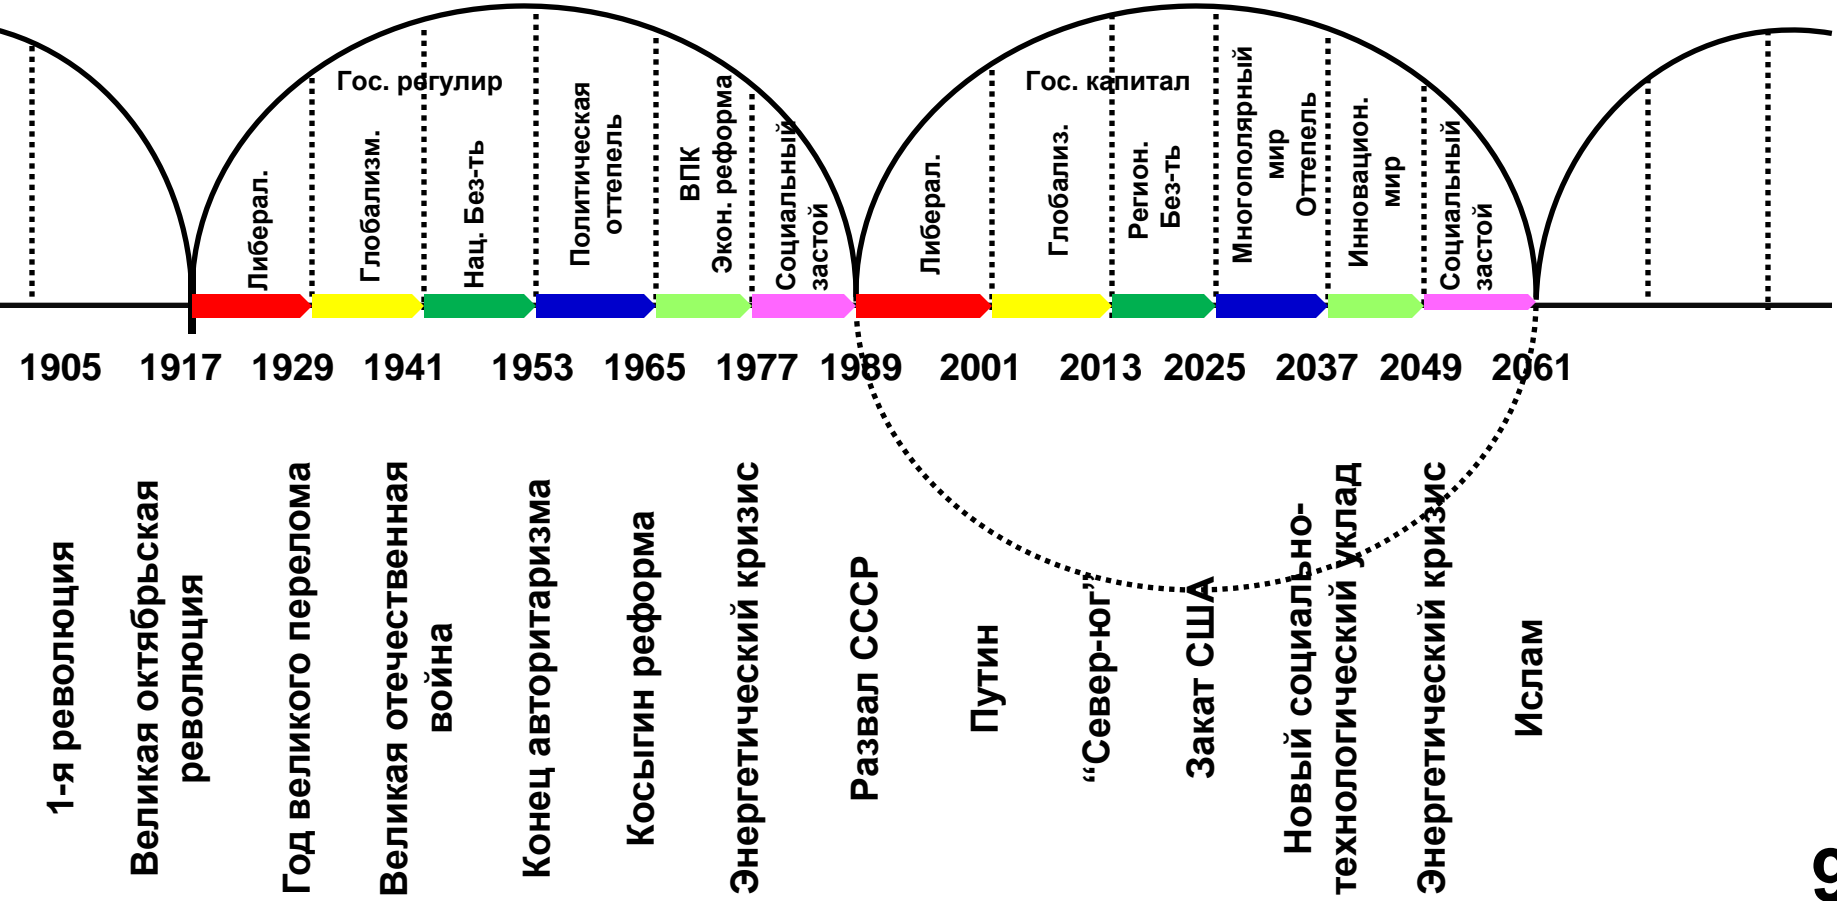 Гос. регулир
Гос. капитал
Либерал.
Глобализм.
Нац. Без-ть
Политическая
оттепель
ВПК
Экон. реформа
Социальный
застой
Либерал.
Глобализ.
Регион.
Без-ть
Многополярный
мир
Оттепель
Инновацион.
мир
Социальный
застой
1905
1917
1929
1941
1953
1965
1977
1989
2001
2013
2025
2037
2049
2061
1-я революция
Великая октябрьская
революция
Год великого перелома
Великая отечественная
война
Конец авторитаризма
Косыгин реформа
Энергетический кризис
Развал СССР
Путин
“Север-юг”
Закат США
Новый социально-
технологический уклад
Энергетический кризис
Ислам
9